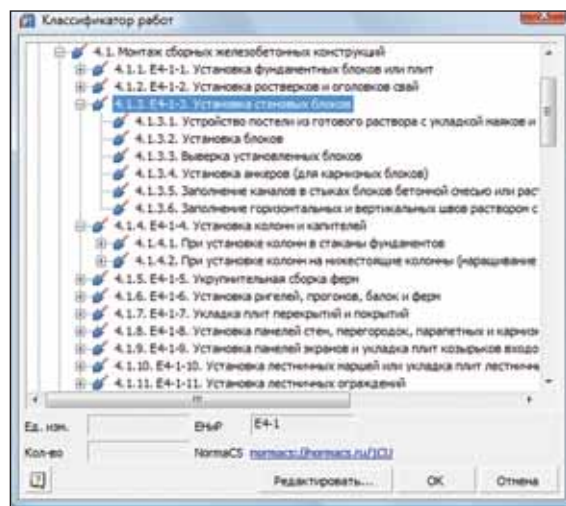 Классификатор работ
4.1. Монтаж сборных железобетонных конструкций
4.1.1. Е4-1-1. Установка фундаментных блоков или плит
4.1.2. Е4-1-2. Установка ростверков и оголовков свай
4.1.3. Е4-1-3. Установка стеновых блоков
4.1.3.1. Устройство постели из готового раствора с укладкой маяков и
4.1.3.2. Установка блоков
4.1.3.3. Выверка установленных блоков
4.1.3.4. Установка анкеров (для карнизных блоков)
4.1.3.5. Заполнение каналов в стыках блоков бетонной смесью или рас
4.1.3.6. Заполнение горизонтальных и вертикальных швов раствором с
4.1.4. Е4-1-4. Установка колонн и капителей
4.1.4.1. При установке колонн в стаканы фундаментов
4.1.4.2. При установке колонн на нижестоящие колонны (наращивание
4.1.5. Е4-1-5. Укрупнительная сборка ферм
4.1.6. Е4-1-6. Установка ригелей, прогонов, балок и ферм
4.1.7. Е4-1-7. Укладка плит перекрытий и покрытий
4.1.8. Е4-1-8. Установка панелей стен, перегородок, парапетных и карнизн
4.1.9. Е4-1-9. Установка панелей экранов и укладка плит козырьков входо
4.1.10. Е4-1-10. Установка лестничных маршей или укладка плит лестничн
4.1.11. Е4-1-11. Установка лестничных ограждений
Ед. изм. ЕНиР Е4-1
Кол-во NormaCS normacs://normacs.ru/1CU
Редактировать... ОК Отмена